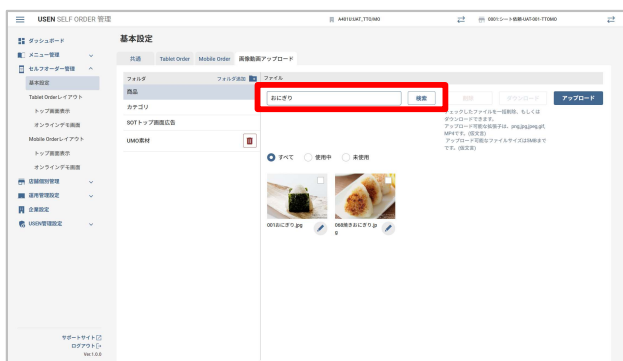 USEN SELF ORDER 管理
A4011/UAT_TTO/MO
0001:シート依頼-UAT-001-TTOMO
ダッシュボード
メニュー管理
セルフオーダー管理
基本設定
Tablet Orderレイアウト
トップ画面表示
オンラインデモ画面
Mobile Orderレイアウト
トップ画面表示
オンラインデモ画面
店舗個別管理
運用管理設定
企業設定
USEN管理設定
サポートサイト
ログアウト
Ver.1.0.0
基本設定
共通
Tablet Order
Mobile Order
画像動画アップロード
フォルダ
フォルダ追加
商品
カテゴリ
SOTトップ画面広告
UMO素材
ファイル
おにぎり
検索
削除
ダウンロード
アップロード
チェックしたファイルを一括削除、もしくは
ダウンロードできます。
アップロード可能な拡張子は、png,jpg,jpeg,gif,
MP4です。(仮文言)
アップロード可能なファイルサイズは5MBまで
です。(仮文言)
すべて
使用中
未使用
001おにぎり.jpg
068焼きおにぎり.jp
g